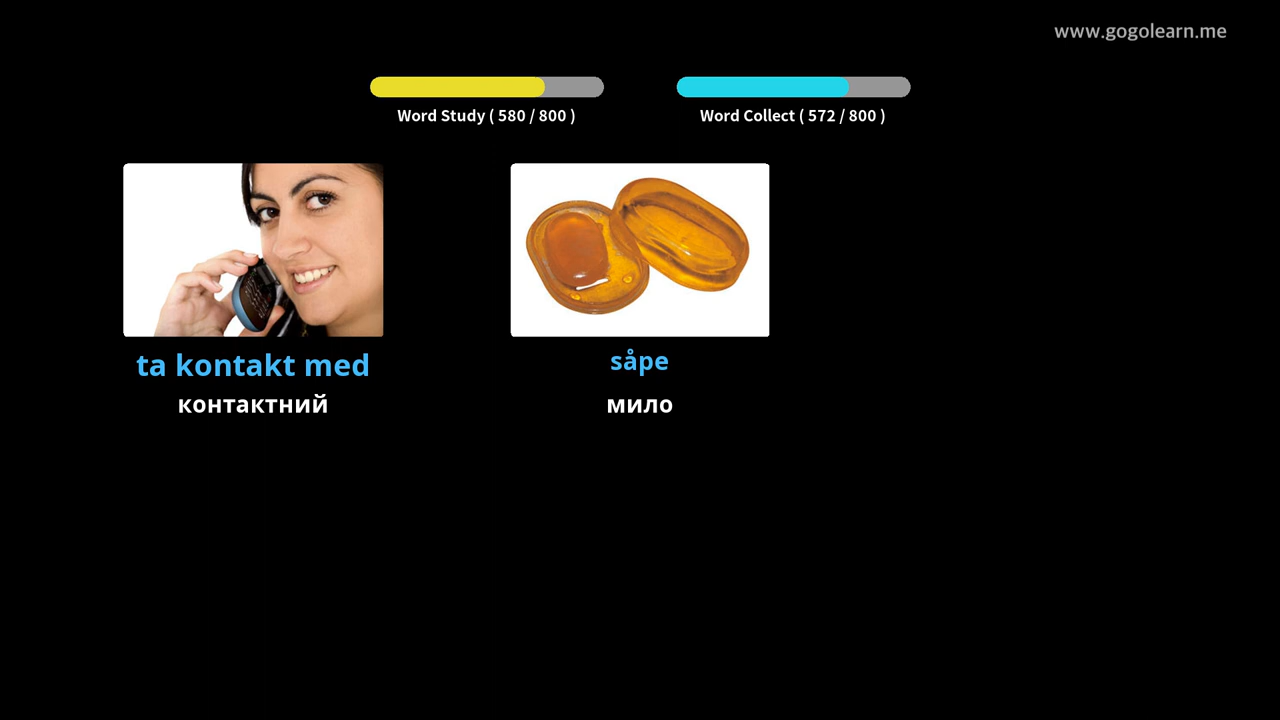 www.gogolearn.me
Word Study ( 580 / 800 )
Word Collect ( 572 / 800 )
ta kontakt med
såpe
контактний
мило